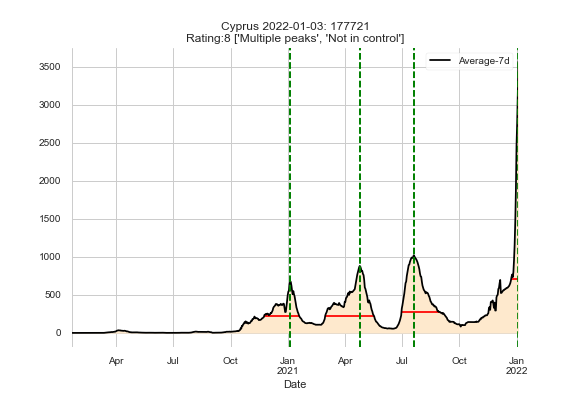 Cyprus 2022-01-03: 177721
Rating:8 ['Multiple peaks', 'Not in control']
Average-7d
3500
3000
2500
2000
1500
1000
500
0
Apr Jul Oct Jan Apr Jul Oct Jan
2021 2022
Date